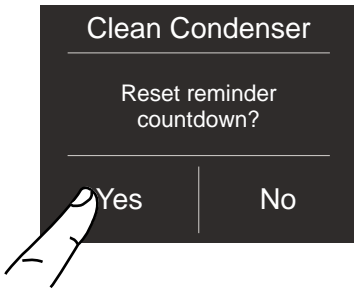 Clean Condenser
Reset reminder
countdown?
Yes
No